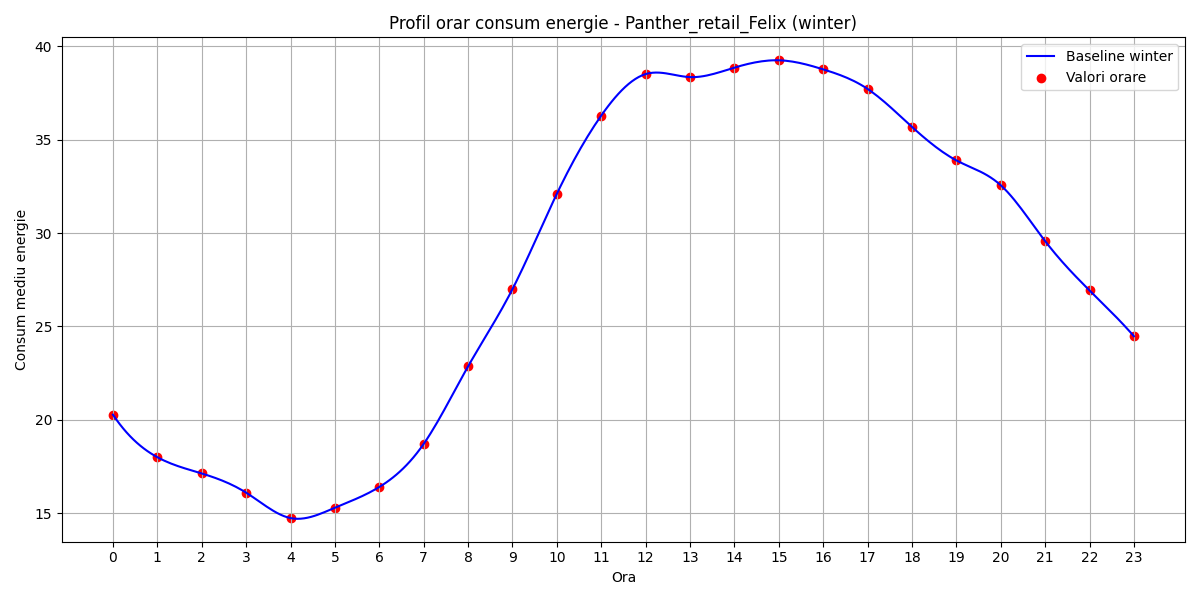 Profil orar consum energie - Panther_retail_Felix (winter)
Baseline winter
Valori orare
Consum mediu energie
40
35
30
25
20
15
0 1 2 3 4 5 6 7 8 9 10 11 12 13 14 15 16 17 18 19 20 21 22 23
Ora